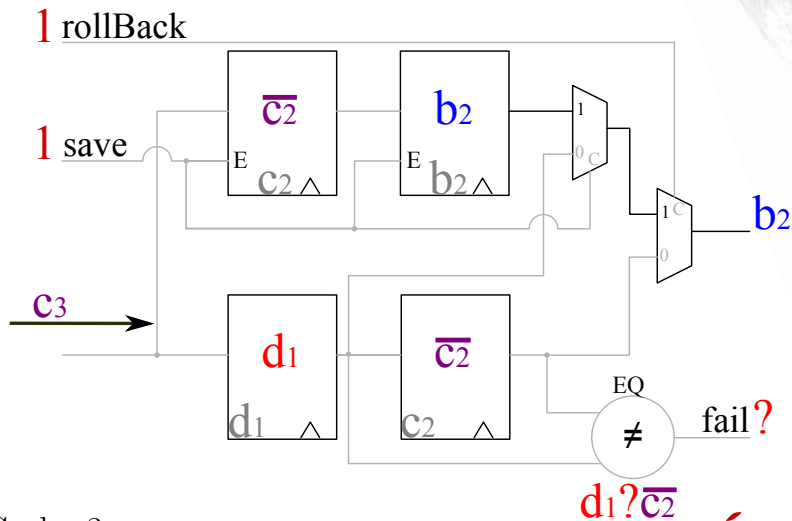 1 rollBack
c̅2̅ b2
1
1 save
0
E E C
c2 b2
1 C
b2
0
c3
d1 c̅2̅
EQ
d1 c2
≠
fail ?
d1?c̅2̅